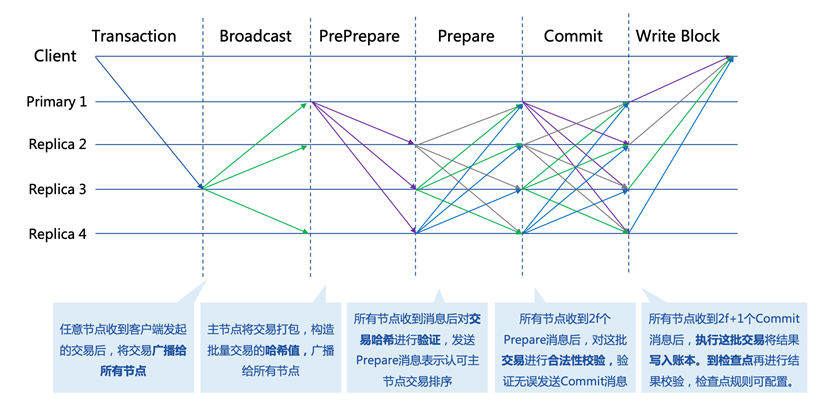 Transaction Broadcast PrePrepare Prepare Commit Write Block
Client
Primary 1
Replica 2
Replica 3
Replica 4
任意节点收到客户端发起
的交易后，将交易广播给
所有节点
主节点将交易打包，构造
批量交易的哈希值，广播
给所有节点
所有节点收到消息后对交
易哈希进行验证，发送
Prepare消息表示认可主
节点交易排序
所有节点收到2f个
Prepare消息后，对这批
交易进行合法性校验，验
证无误发送Commit消息
所有节点收到2f+1个Commit
消息后，执行这批交易将结果
写入账本。到检查点再进行结
果校验，检查点规则可配置。